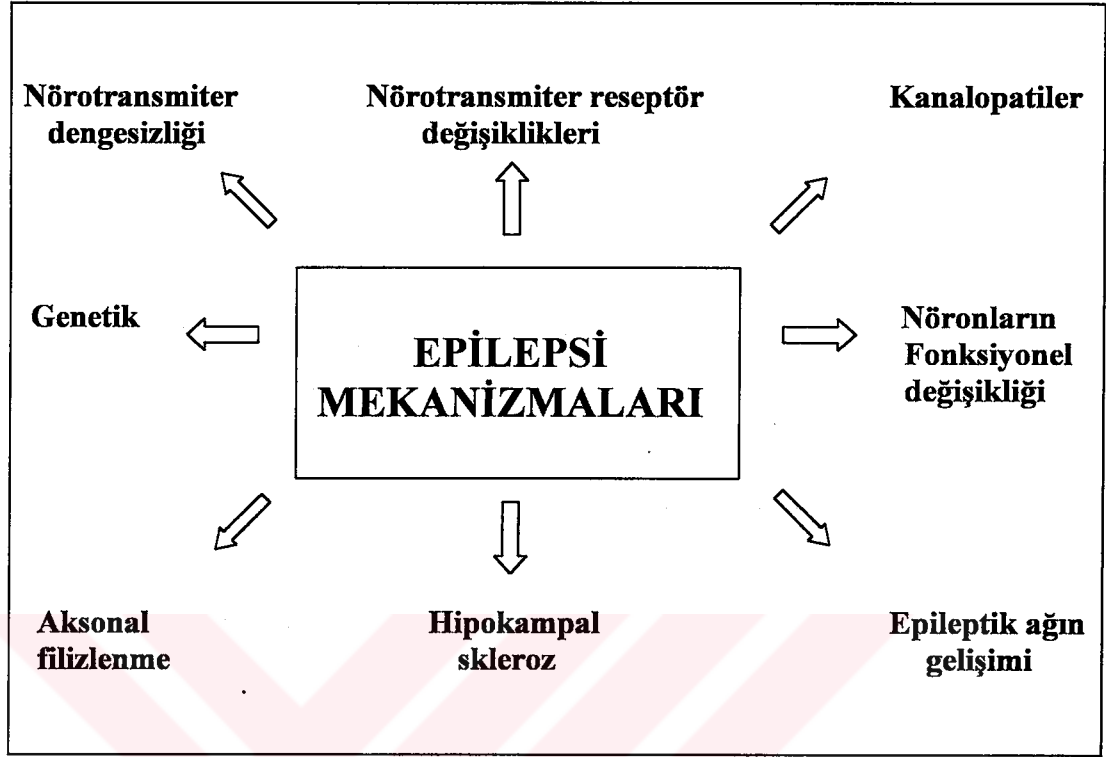 Nörotransmiter
dengesizliği
Nörotransmiter reseptör
değişiklikleri
Kanalopatiler
Genetik
EPİLEPSİ
MEKANİZMALARI
Nöronların
Fonksiyonel
değişikliği
Aksonal
filizlenme
Hipokampal
skleroz
Epileptik ağın
gelişimi